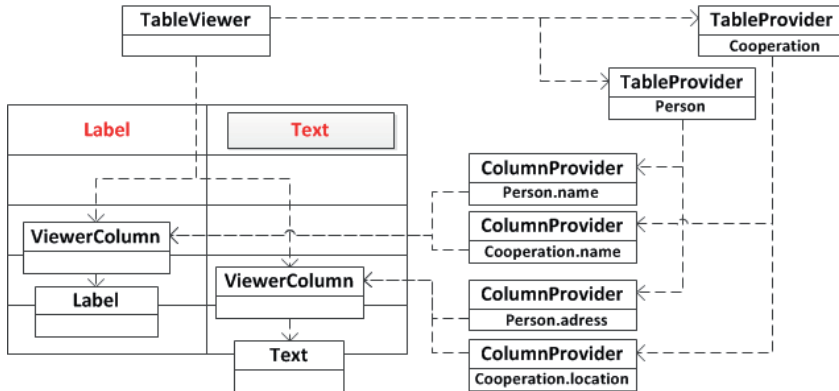 TableViewer
TableProvider
Cooperation
TableProvider
Person
Label
Text
ColumnProvider
Person.name
ViewerColumn
ColumnProvider
Cooperation.name
ViewerColumn
Label
ColumnProvider
Person.adress
Text
ColumnProvider
Cooperation.location